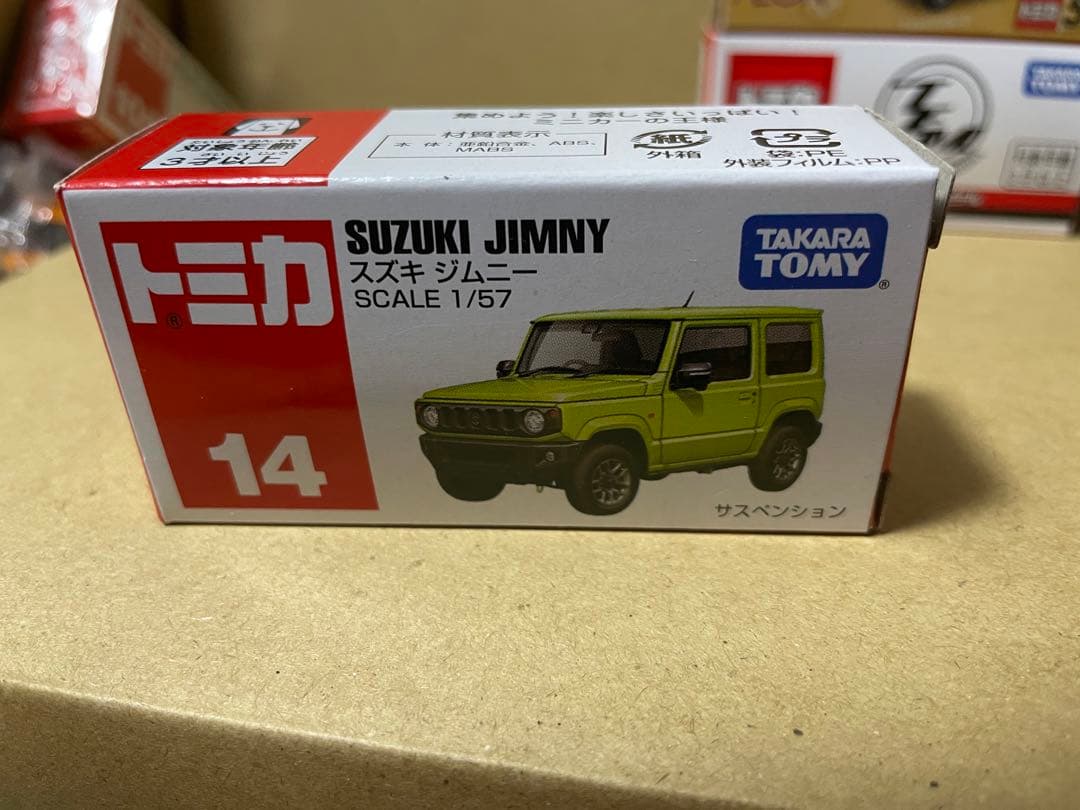 集めよう！楽しさいっぱい！
ミニカーの王様
材質表示
本 体：亜鉛合金、ABS、
MABS
紙
外箱
プラ
袋:PE
外装フィルム:PP
対象年齢
3才以上
トミカ®
14
SUZUKI JIMNY
スズキ ジムニー
SCALE 1/57
TAKARA
TOMY®
サスペンション
TAKARA
TOMY